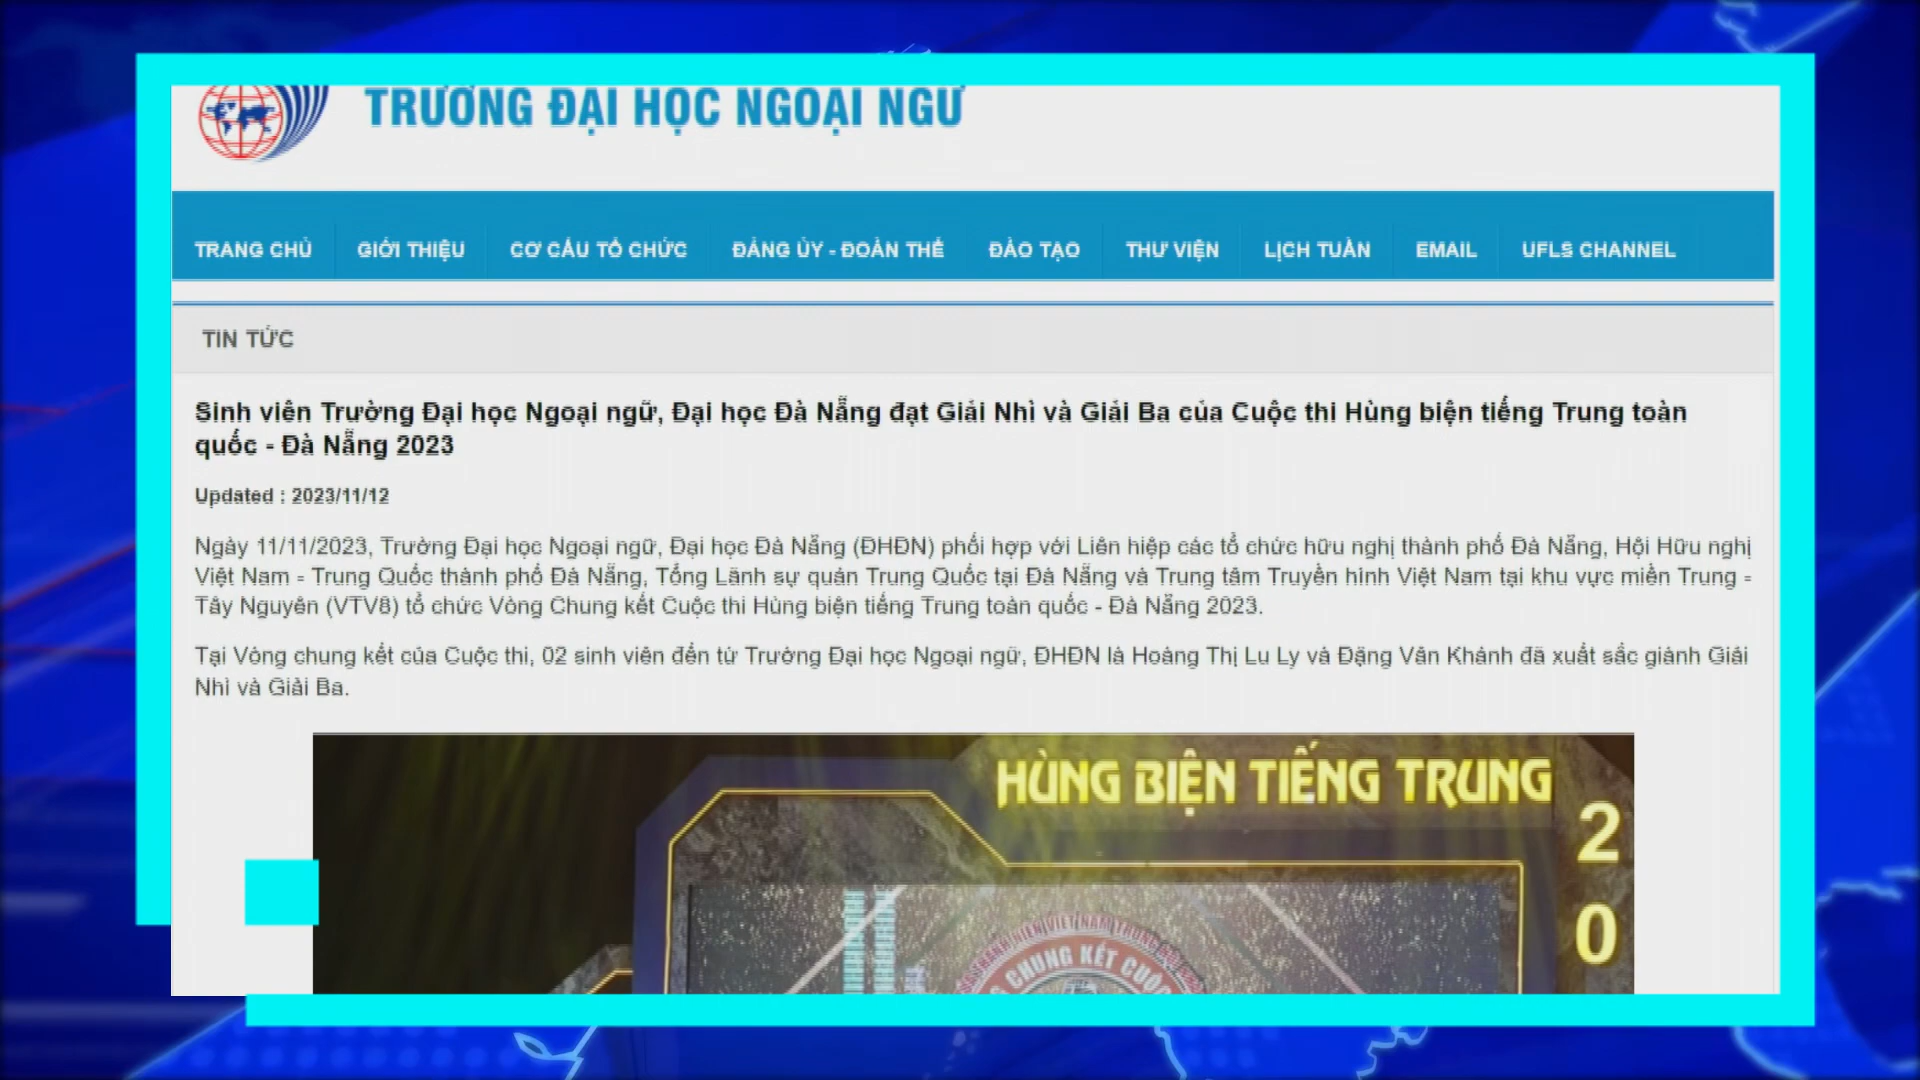 TRƯỜNG ĐẠI HỌC NGOẠI NGỮ
TRANG CHỦ GIỚI THIỆU CƠ CẤU TỔ CHỨC ĐẢNG ỦY - ĐOÀN THỂ ĐÀO TẠO THƯ VIỆN LỊCH TUẦN EMAIL UFLS CHANNEL
TIN TỨC
Sinh viên Trường Đại học Ngoại ngữ, Đại học Đà Nẵng đạt Giải Nhì và Giải Ba của Cuộc thi Hùng biện tiếng Trung toàn
quốc - Đà Nẵng 2023
Updated : 2023/11/12
Ngày 11/11/2023, Trường Đại học Ngoại ngữ, Đại học Đà Nẵng (ĐHĐN) phối hợp với Liên hiệp các tổ chức hữu nghị thành phố Đà Nẵng, Hội Hữu nghị
Việt Nam - Trung Quốc thành phố Đà Nẵng, Tổng Lãnh sự quán Trung Quốc tại Đà Nẵng và Trung tâm Truyền hình Việt Nam tại khu vực miền Trung -
Tây Nguyên (VTV8) tổ chức Vòng Chung kết Cuộc thi Hùng biện tiếng Trung toàn quốc - Đà Nẵng 2023.
Tại Vòng chung kết của Cuộc thi, 02 sinh viên đến từ Trường Đại học Ngoại ngữ, ĐHĐN là Hoàng Thị Lu Ly và Đặng Vân Khánh đã xuất sắc giành Giải
Nhì và Giải Ba.
HÙNG BIỆN TIẾNG TRUNG
2
0
CHUNG KẾT CUỘC